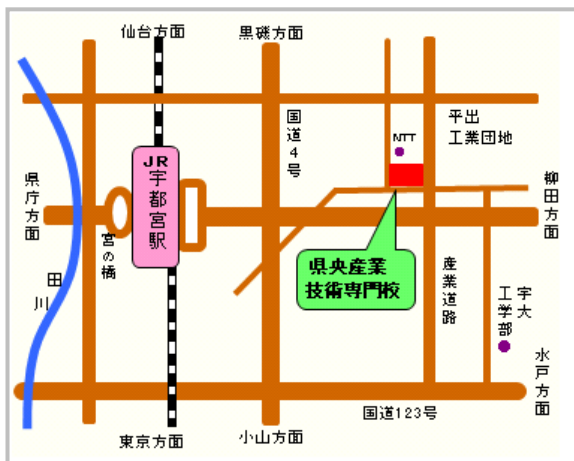 仙台方面
黒磯方面
国道4号
NTT
平出
工業団地
JR
宇都宮駅
県庁方面
宮の橋
柳田方面
田川
県央産業
技術専門校
産業道路
宇大
工学部
水戸方面
国道123号
東京方面
小山方面